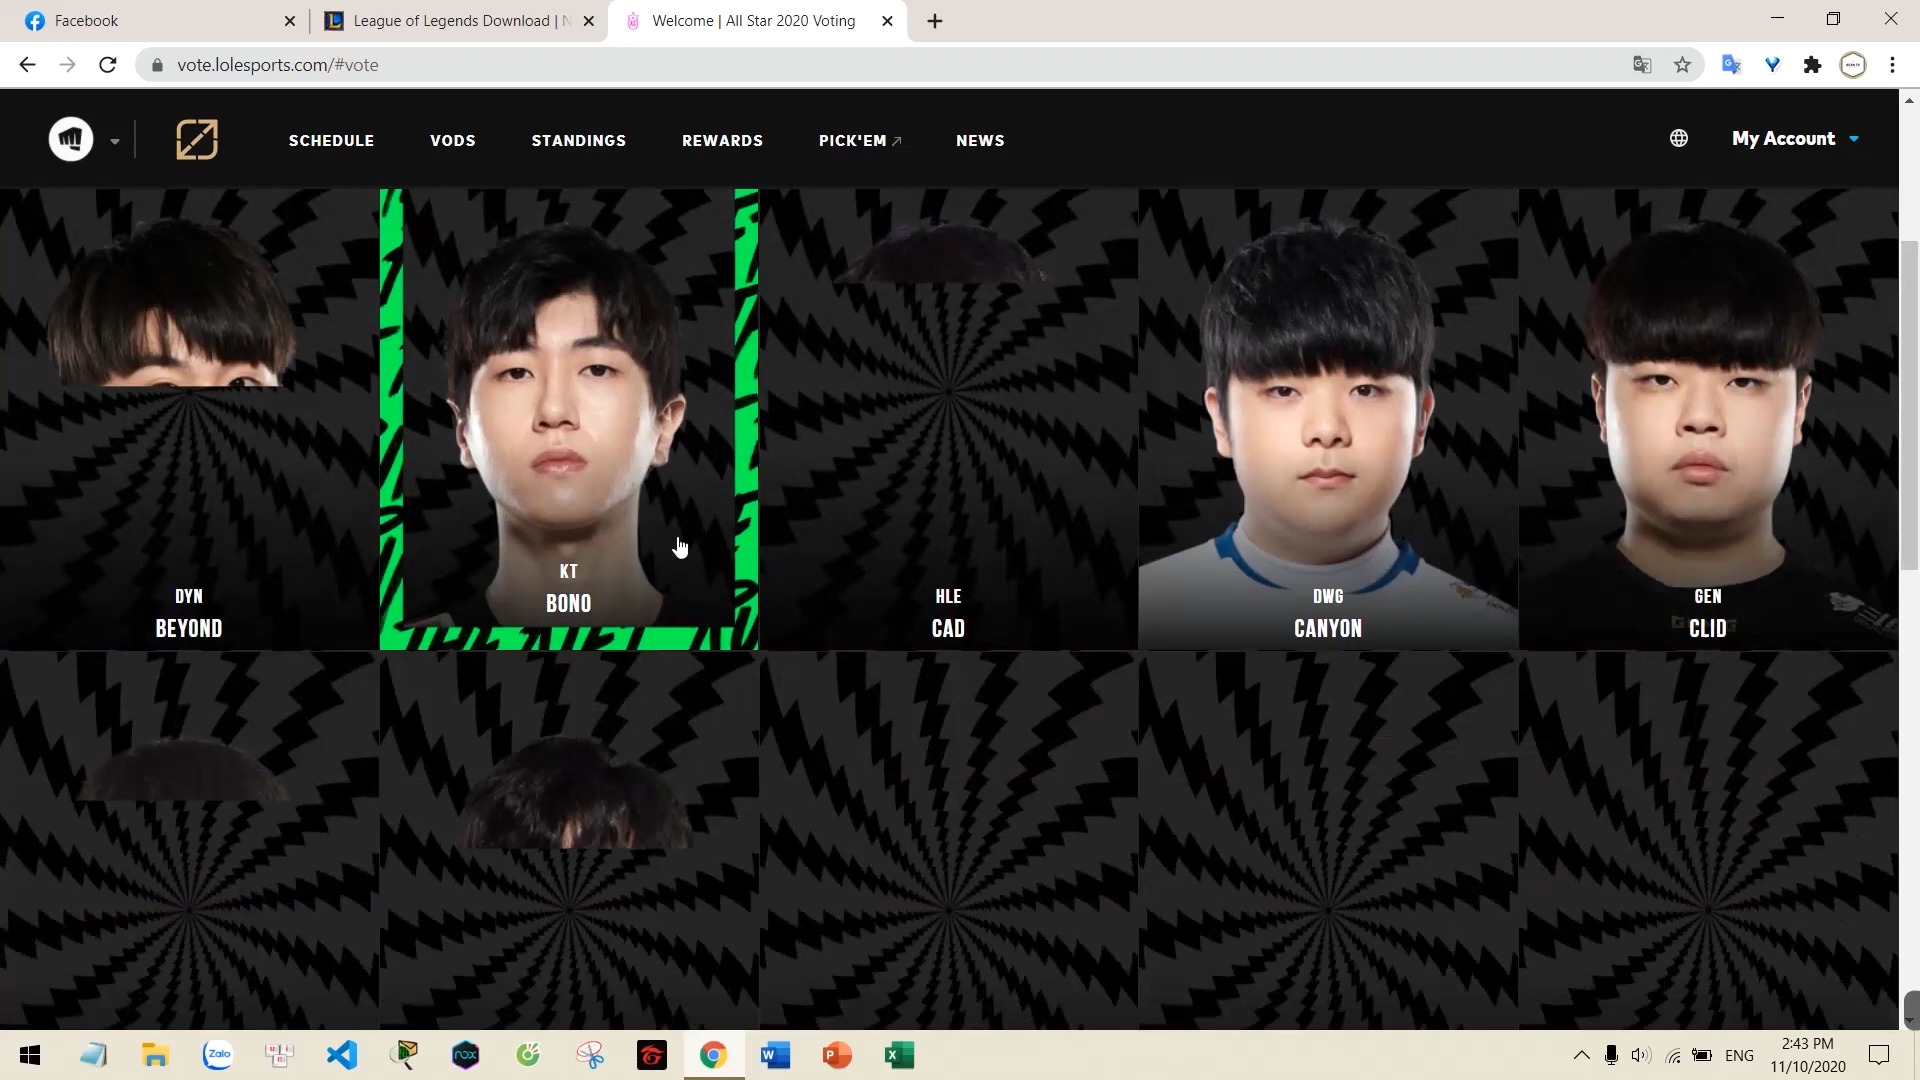 Facebook
League of Legends Download |
Welcome | All Star 2020 Voting
vote.lolesports.com/#vote
SCHEDULE
VODS
STANDINGS
REWARDS
PICK'EM
NEWS
My Account
DYN
BEYOND
KT
BONO
HLE
CAD
DWG
CANYON
GEN
CLID
Zalo
nox
ENG
2:43 PM
11/10/2020